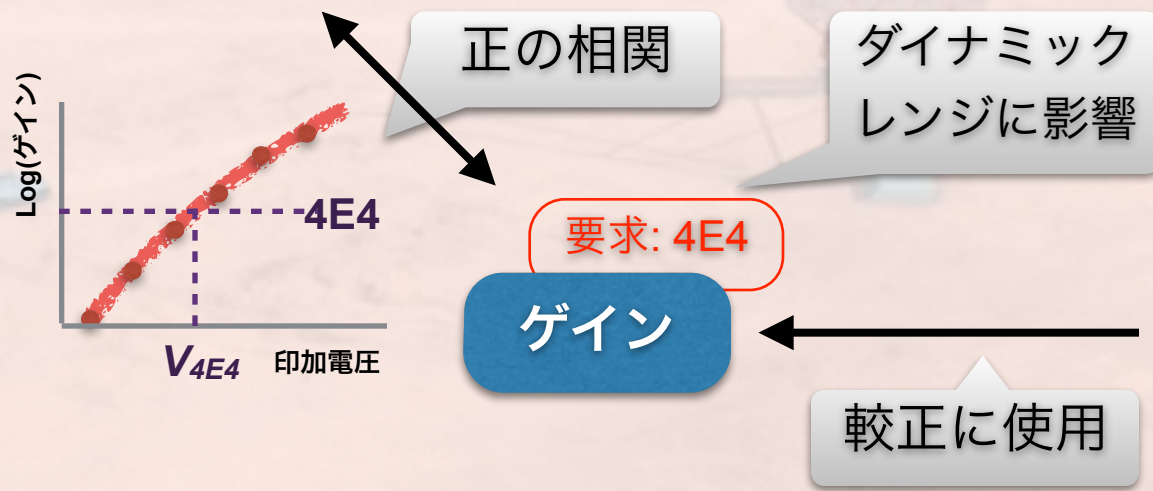 正の相関
ダイナミック
レンジに影響
Log(ゲイン)
4E4
要求: 4E4
ゲイン
V4E4
印加電圧
較正に使用